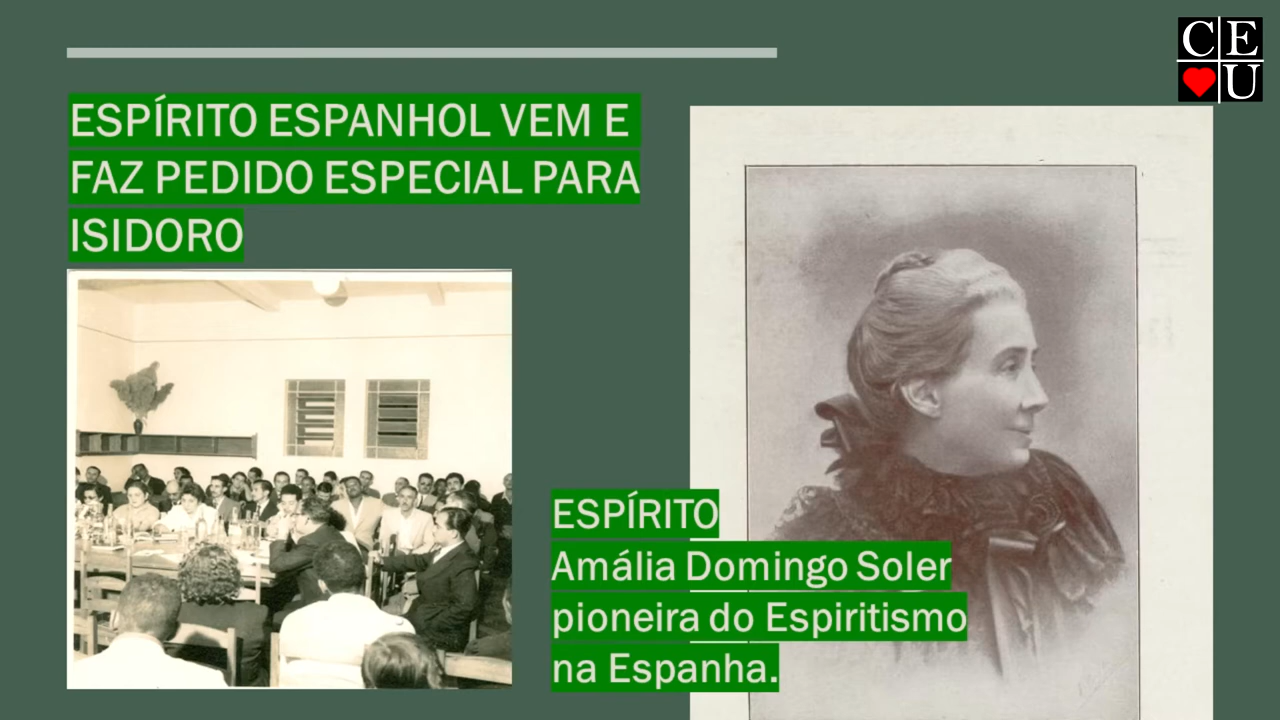 CE
U
ESPÍRITO ESPANHOL VEM E
FAZ PEDIDO ESPECIAL PARA
ISIDORO
ESPÍRITO
Amália Domingo Soler
pioneira do Espiritismo
na Espanha.